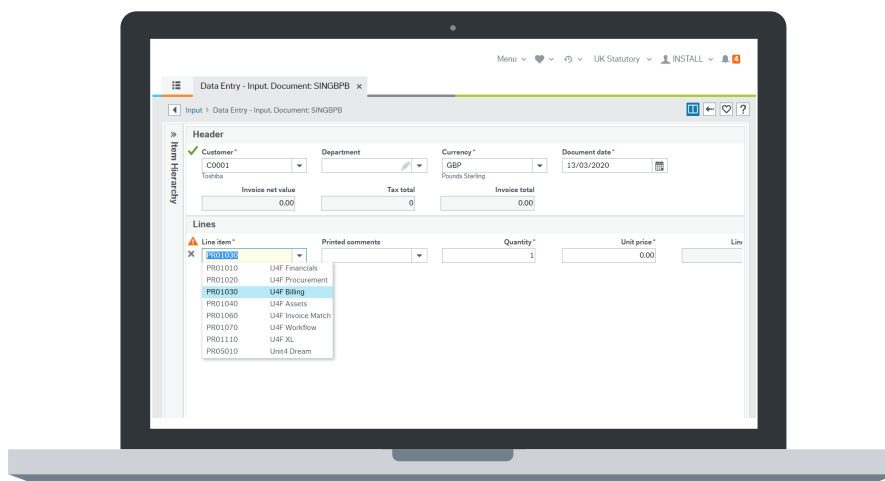 Menu
UK Statutory
INSTALL
4
Data Entry - Input. Document: SINGBPB ×
Input > Data Entry - Input. Document: SINGBPB
?
» Item Hierarchy
Header
Customer*
Department
Currency*
Document date*
C0001
GBP
13/03/2020
Toshiba
Pounds Sterling
Invoice net value
Tax total
Invoice total
0.00
0
0.00
Lines
Line item*
Printed comments
Quantity*
Unit price*
Line
PR01030
1
0.00
PR01010 U4F Financials
PR01020 U4F Procurement
PR01030 U4F Billing
PR01040 U4F Assets
PR01060 U4F Invoice Match
PR01070 U4F Workflow
PR01110 U4F XL
PR05010 Unit4 Dream